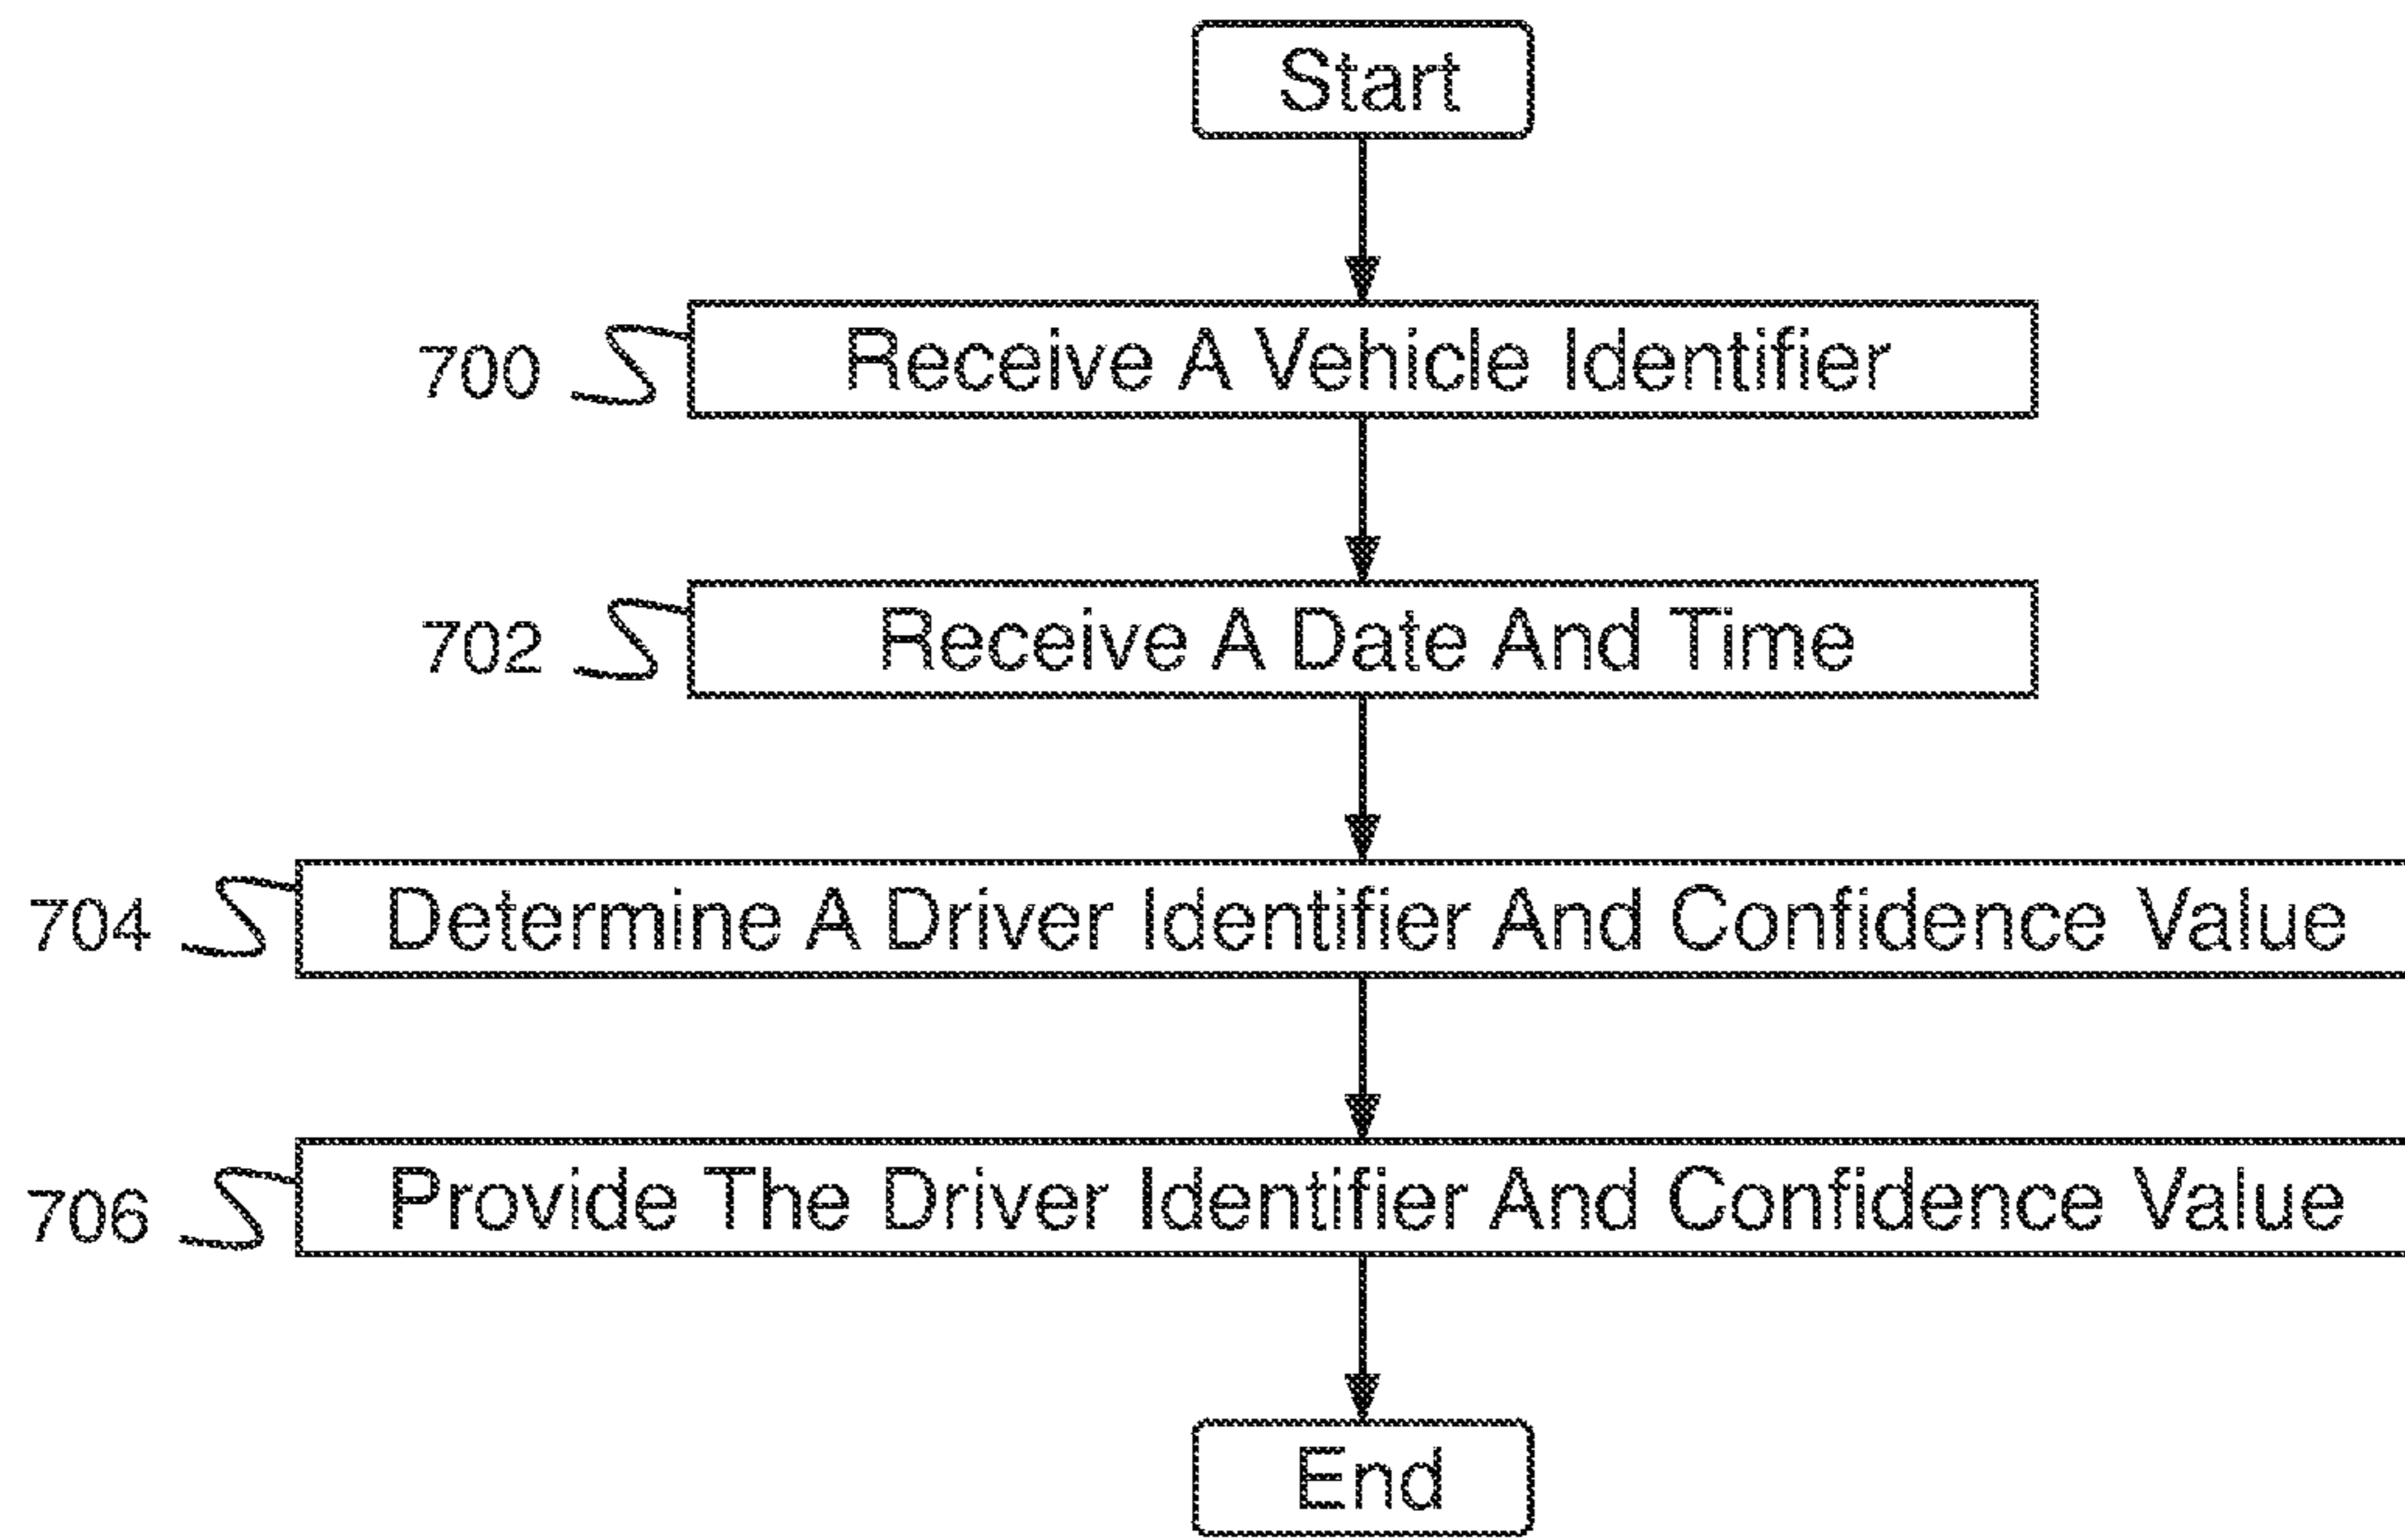 Start
700 Receive A Vehicle Identifier
702 Receive A Date And Time
704 Determine A Driver Identifier And Confidence Value
706 Provide The Driver Identifier And Confidence Value
End